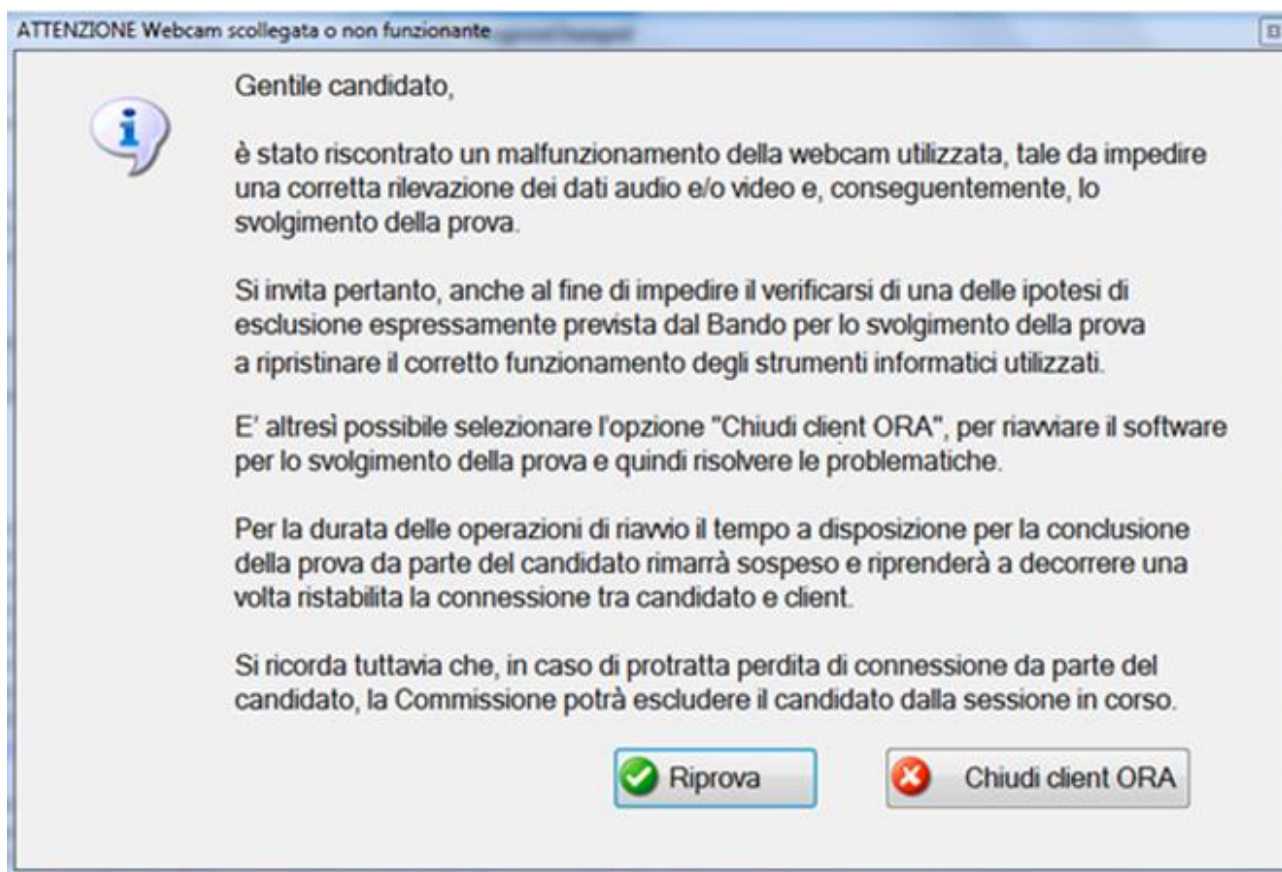 ATTENZIONE Webcam scollegata o non funzionante
Gentile candidato,
è stato riscontrato un malfunzionamento della webcam utilizzata, tale da impedire
una corretta rilevazione dei dati audio e/o video e, conseguentemente, lo
svolgimento della prova.
Si invita pertanto, anche al fine di impedire il verificarsi di una delle ipotesi di
esclusione espressamente prevista dal Bando per lo svolgimento della prova
a ripristinare il corretto funzionamento degli strumenti informatici utilizzati.
E' altresì possibile selezionare l'opzione "Chiudi client ORA", per riavviare il software
per lo svolgimento della prova e quindi risolvere le problematiche.
Per la durata delle operazioni di riavvio il tempo a disposizione per la conclusione
della prova da parte del candidato rimarrà sospeso e riprenderà a decorrere una
volta ristabilita la connessione tra candidato e client.
Si ricorda tuttavia che, in caso di protratta perdita di connessione da parte del
candidato, la Commissione potrà escludere il candidato dalla sessione in corso.
Riprova
Chiudi client ORA